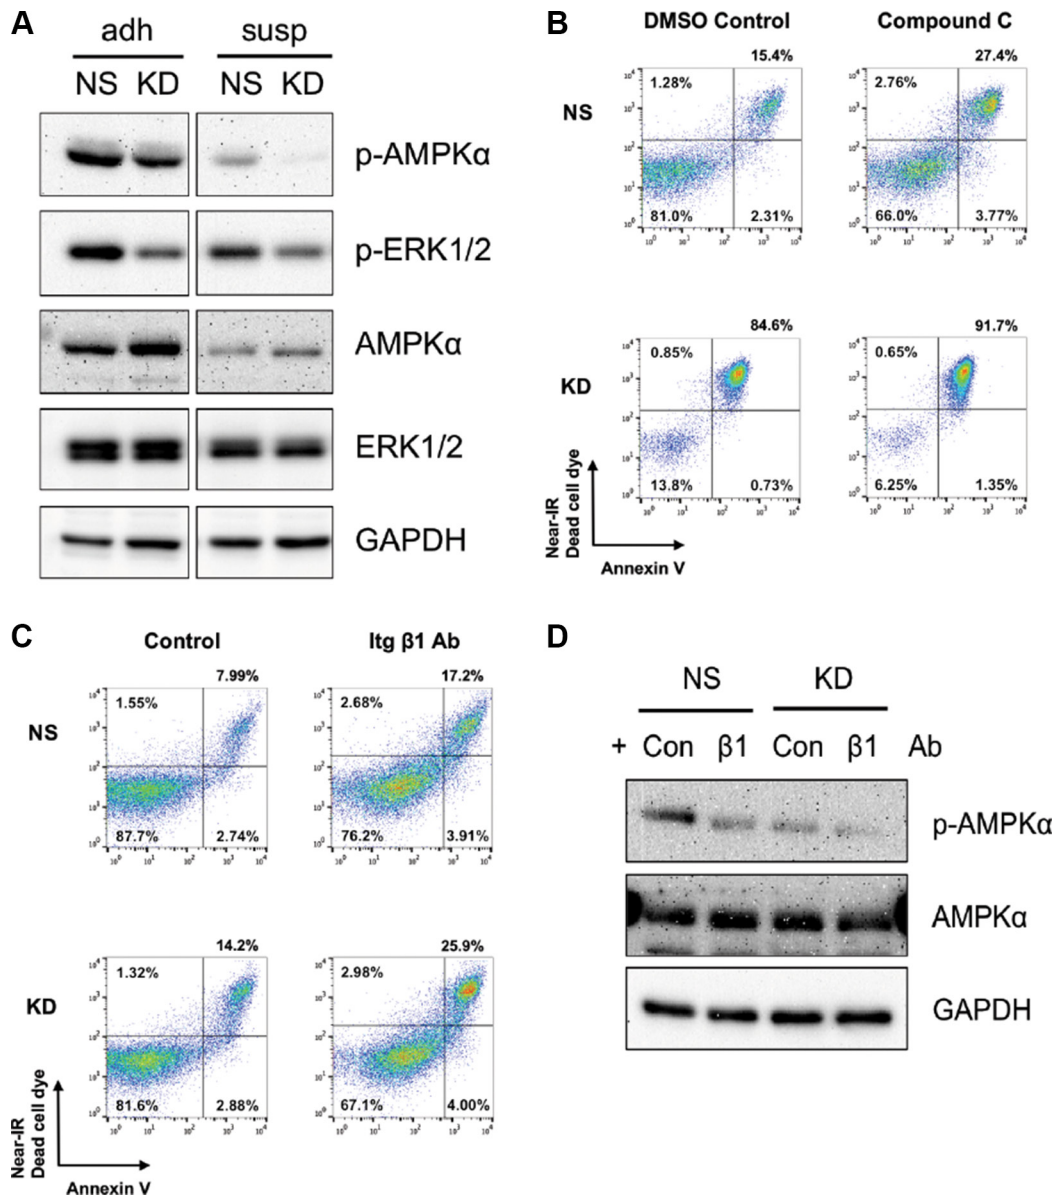 A
adh susp
NS KD NS KD
p-AMPKα
p-ERK1/2
AMPKα
ERK1/2
GAPDH
B
DMSO Control Compound C
NS
15.4% 27.4%
1.28% 2.76%
81.0% 2.31% 66.0% 3.77%
KD
84.6% 91.7%
0.85% 0.65%
13.8% 0.73% 6.25% 1.35%
Near-IR
Dead cell dye
Annexin V
C
Control Itg β1 Ab
NS
7.99% 17.2%
1.55% 2.68%
87.7% 2.74% 76.2% 3.91%
KD
14.2% 25.9%
1.32% 2.98%
81.6% 2.88% 67.1% 4.00%
Near-IR
Dead cell dye
Annexin V
D
NS KD
+ Con β1 Con β1 Ab
p-AMPKα
AMPKα
GAPDH